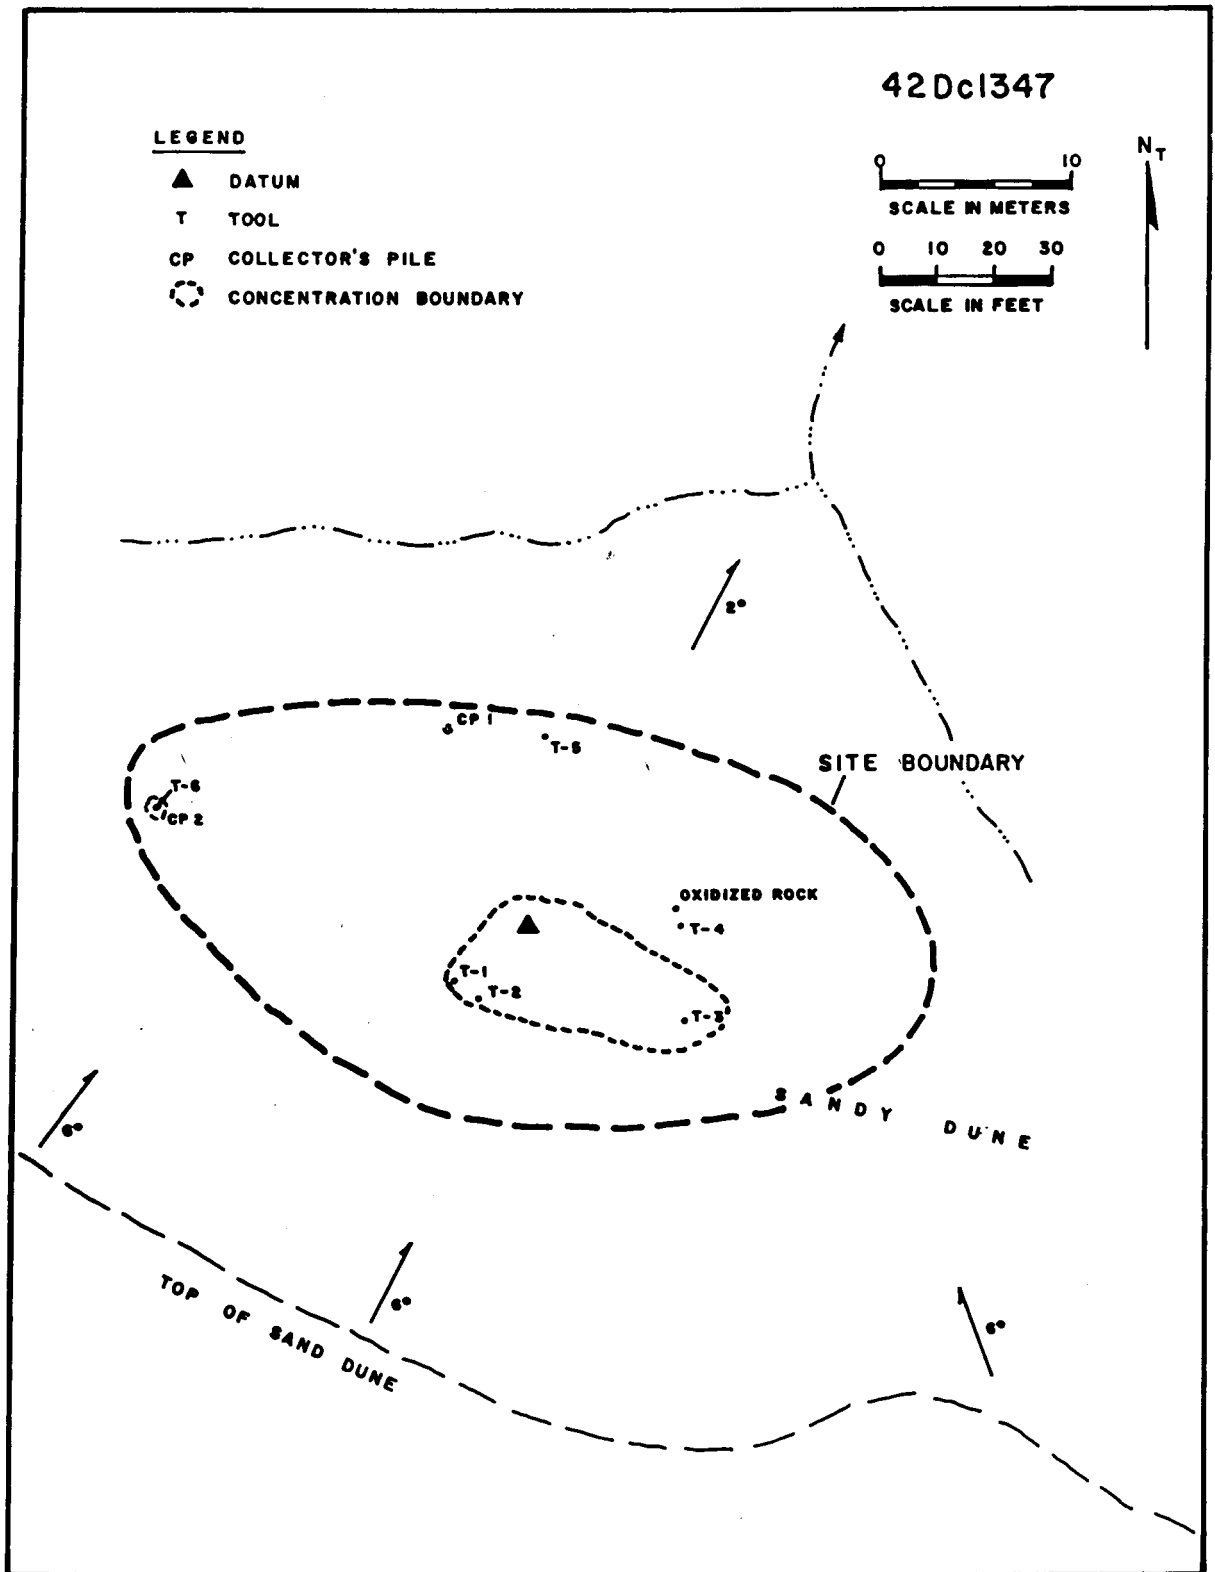 42Dc1347
LEGEND
DATUM
T TOOL
CP COLLECTOR'S PILE
CONCENTRATION BOUNDARY
0 10
SCALE IN METERS
0 10 20 30
SCALE IN FEET
NT
2°
CP 1
T-5
SITE BOUNDARY
T-6
CP 2
OXIDIZED ROCK
T-4
T-1
T-2
T-3
SANDY DUNE
6°
TOP OF SAND DUNE
6°
6°